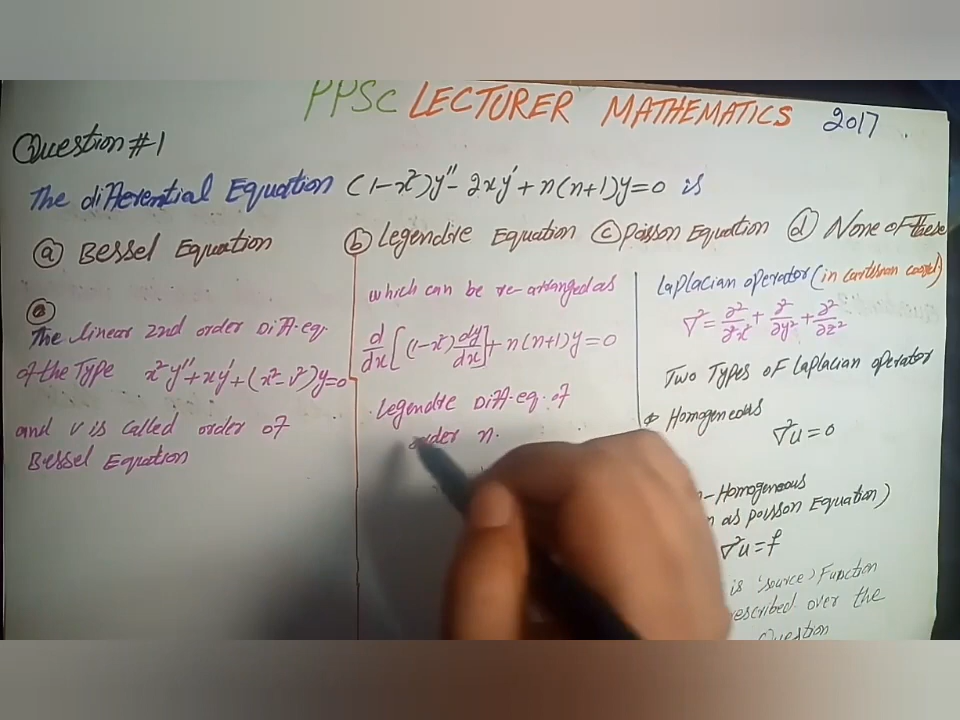 PPSC LECTURER MATHEMATICS 2017
Question #1
The differential Equation (1-x²)y''- 2xy'+n(n+1)y=0 is
(a) Bessel Equation (b) Legendre Equation (c) Poisson Equation (d) None of these
(a)
The linear 2nd order Diff. eq.
of the Type x²y''+xy'+(x²-v²)y=0
and v is called order of
Bessel Equation
which can be re-arranged as
d/dx[(1-x²)dy/dx]+n(n+1)y=0
Legendre Diff. eq. of
order n.
Laplacian operator (in cartesian coord)
∇²=∂²/∂x²+∂²/∂y²+∂²/∂z²
Two Types of Laplacian operator
Homogeneous
∇²u=0
-Homogeneous
as poisson Equation)
∇²u=f
is 'source) Function
escribed over the
Question